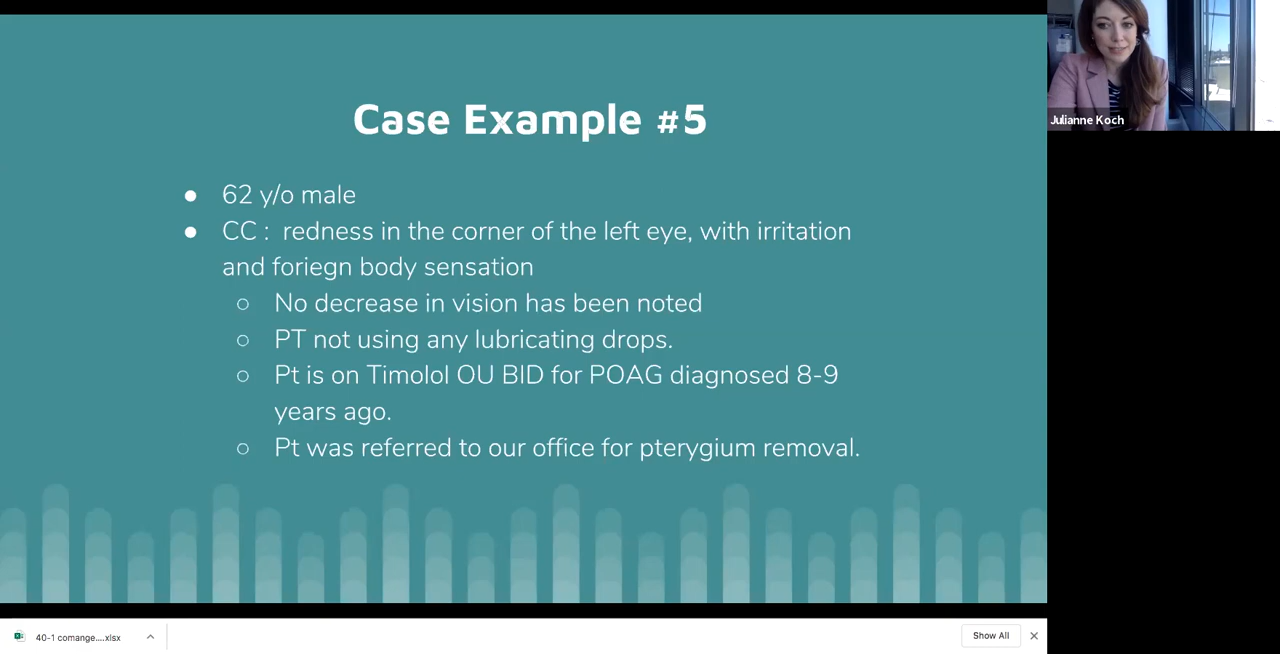 Case Example #5
● 62 y/o male
● CC : redness in the corner of the left eye, with irritation
and foriegn body sensation
○ No decrease in vision has been noted
○ PT not using any lubricating drops.
○ Pt is on Timolol OU BID for POAG diagnosed 8-9
years ago.
○ Pt was referred to our office for pterygium removal.
Julianne Koch
40-1 comange....xlsx
Show All